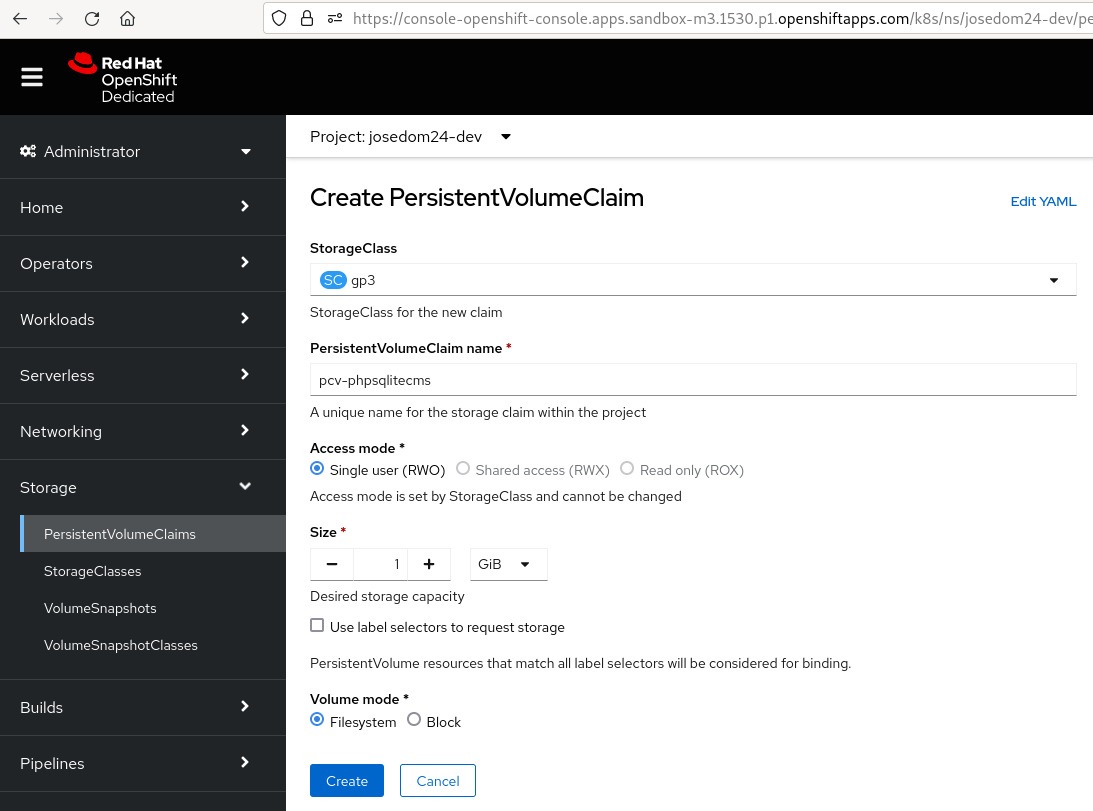 https://console-openshift-console.apps.sandbox-m3.1530.p1.openshiftapps.com/k8s/ns/josedom24-dev/pe
Red Hat
OpenShift
Dedicated
Administrator
Home
Operators
Workloads
Serverless
Networking
Storage
PersistentVolumeClaims
StorageClasses
VolumeSnapshots
VolumeSnapshotClasses
Builds
Pipelines
Project: josedom24-dev
Create PersistentVolumeClaim
Edit YAML
StorageClass
SC gp3
StorageClass for the new claim
PersistentVolumeClaim name *
pcv-phpsqlitecms
A unique name for the storage claim within the project
Access mode *
Single user (RWO) Shared access (RWX) Read only (ROX)
Access mode is set by StorageClass and cannot be changed
Size *
1 GiB
Desired storage capacity
Use label selectors to request storage
PersistentVolume resources that match all label selectors will be considered for binding.
Volume mode *
Filesystem Block
Create Cancel